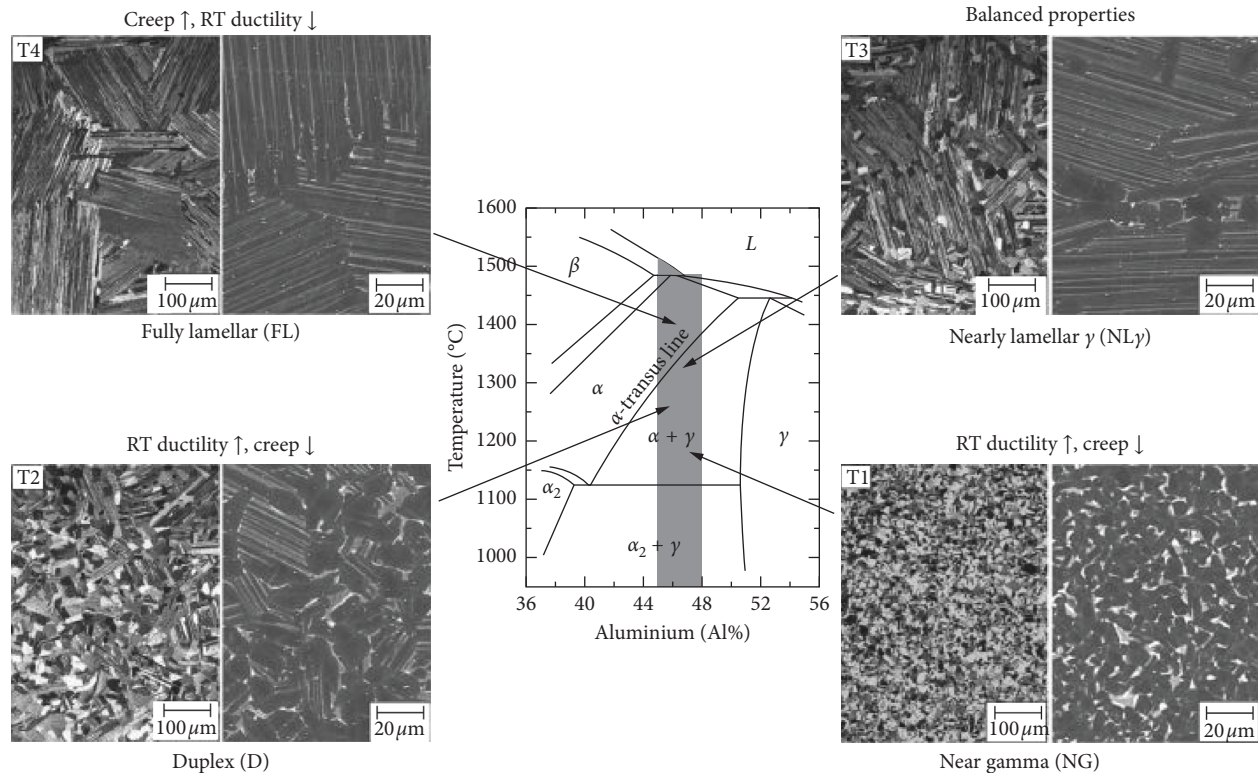 Creep ↑, RT ductility ↓
T4
100 μm
20 μm
Fully lamellar (FL)
Balanced properties
T3
100 μm
20 μm
Nearly lamellar γ (NLγ)
RT ductility ↑, creep ↓
T2
100 μm
20 μm
Duplex (D)
RT ductility ↑, creep ↓
T1
100 μm
20 μm
Near gamma (NG)
Temperature (°C)
1600
1500
1400
1300
1200
1100
1000
L
β
α
α-transus line
α + γ
γ
α₂
α₂ + γ
36 40 44 48 52 56
Aluminium (Al%)